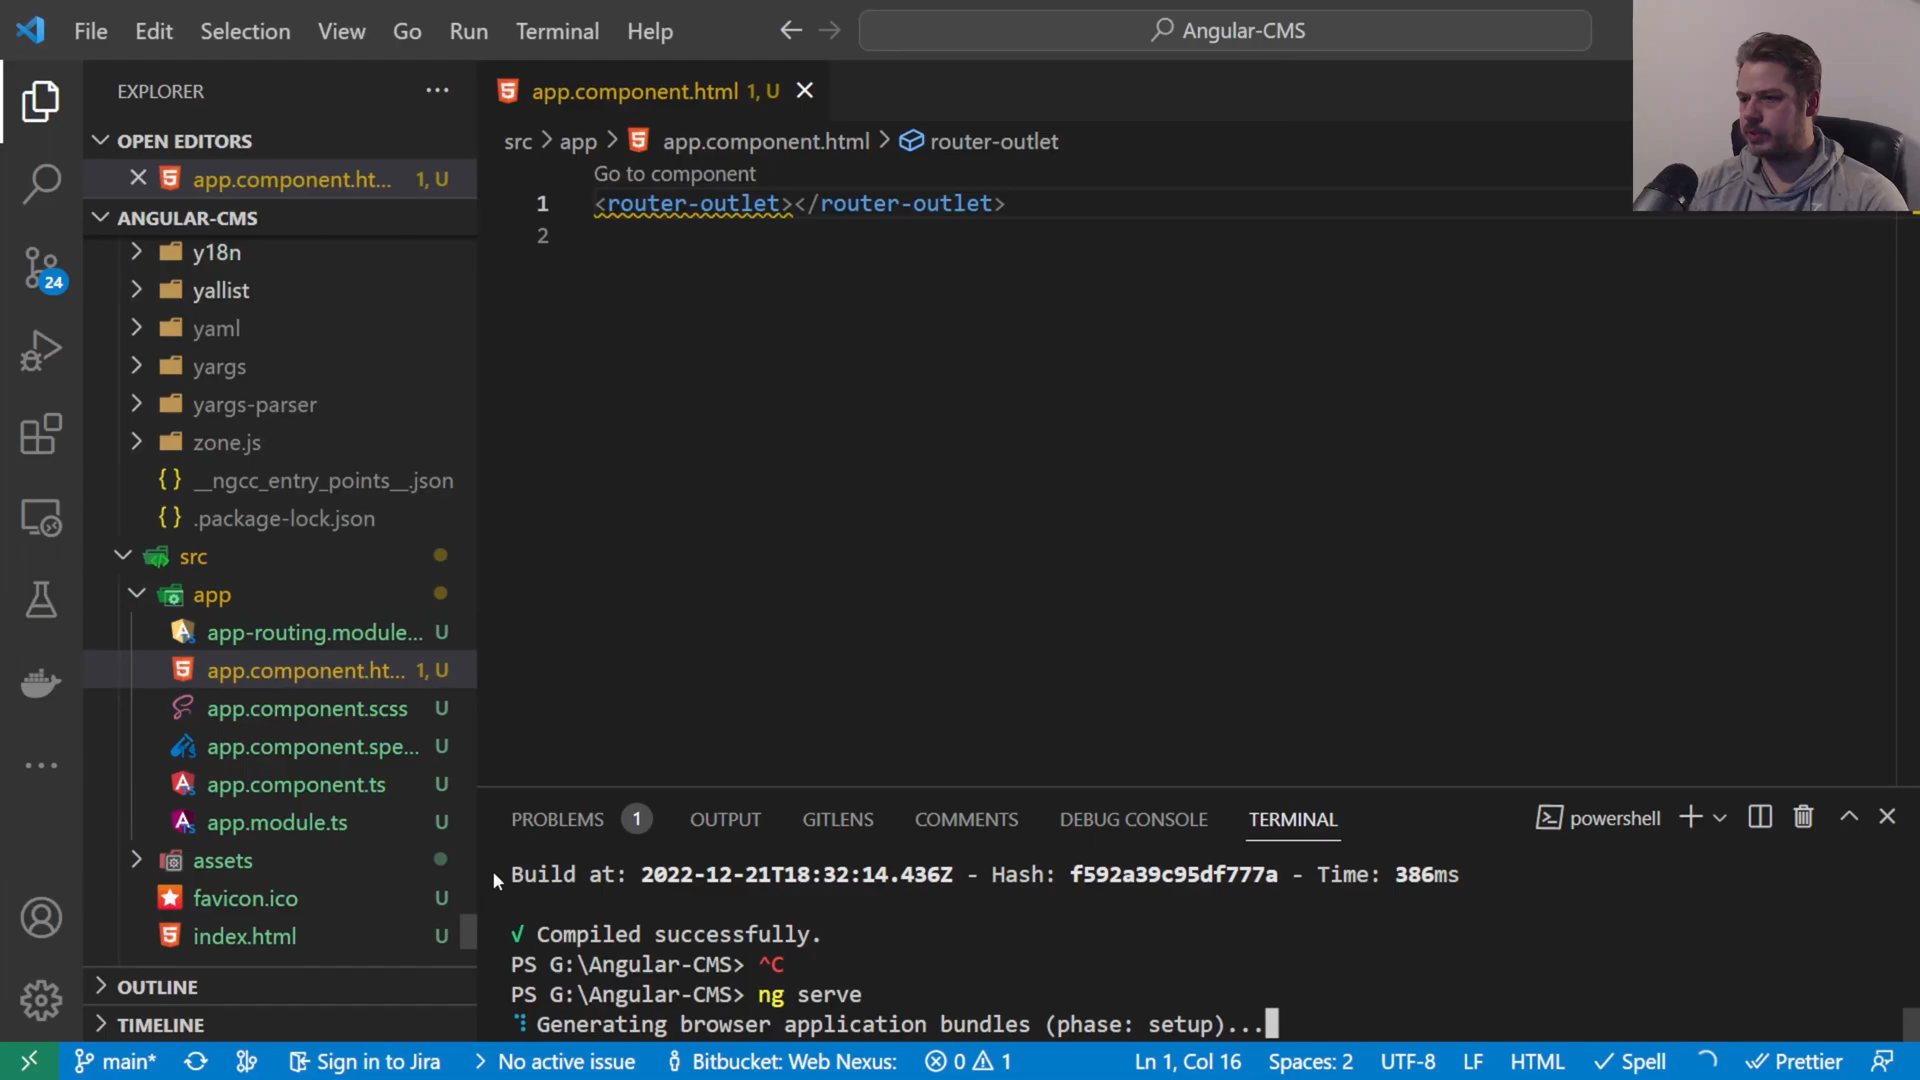 File Edit Selection View Go Run Terminal Help
Angular-CMS
EXPLORER
OPEN EDITORS
app.component.ht... 1, U
ANGULAR-CMS
y18n
yallist
yaml
yargs
yargs-parser
zone.js
__ngcc_entry_points__.json
.package-lock.json
src
app
app-routing.module... U
app.component.ht... 1, U
app.component.scss U
app.component.spe... U
app.component.ts U
app.module.ts U
assets
favicon.ico U
index.html U
OUTLINE
TIMELINE
24
app.component.html 1, U
src > app > app.component.html > router-outlet
Go to component
1 <router-outlet></router-outlet>
2
PROBLEMS 1 OUTPUT GITLENS COMMENTS DEBUG CONSOLE TERMINAL powershell
Build at: 2022-12-21T18:32:14.436Z - Hash: f592a39c95df777a - Time: 386ms
√ Compiled successfully.
PS G:\Angular-CMS> ^C
PS G:\Angular-CMS> ng serve
Generating browser application bundles (phase: setup)...
main* Sign in to Jira No active issue Bitbucket: Web Nexus: 0 1 Ln 1, Col 16 Spaces: 2 UTF-8 LF HTML Spell Prettier